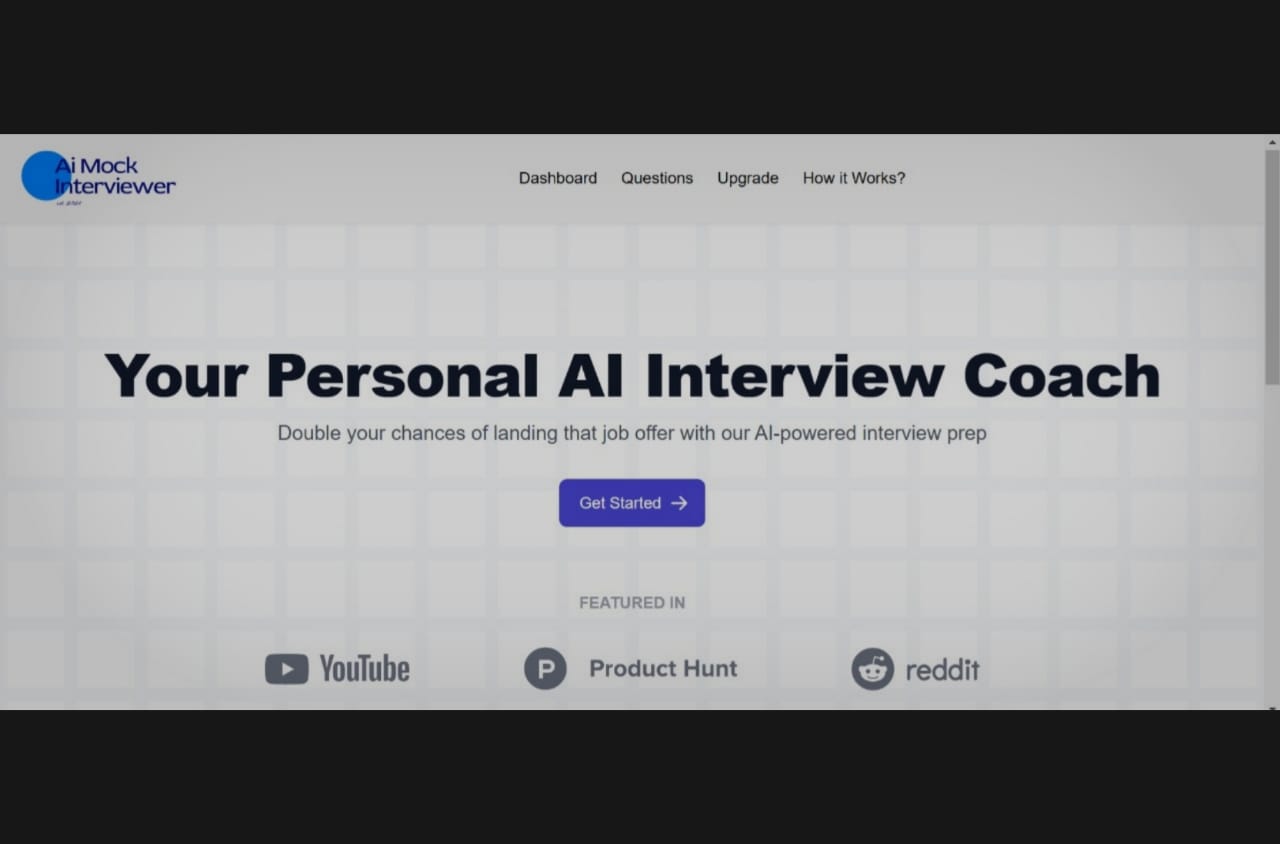 Ai Mock
Interviewer
Dashboard Questions Upgrade How it Works?
Your Personal AI Interview Coach
Double your chances of landing that job offer with our AI-powered interview prep
Get Started →
FEATURED IN
YouTube Product Hunt reddit